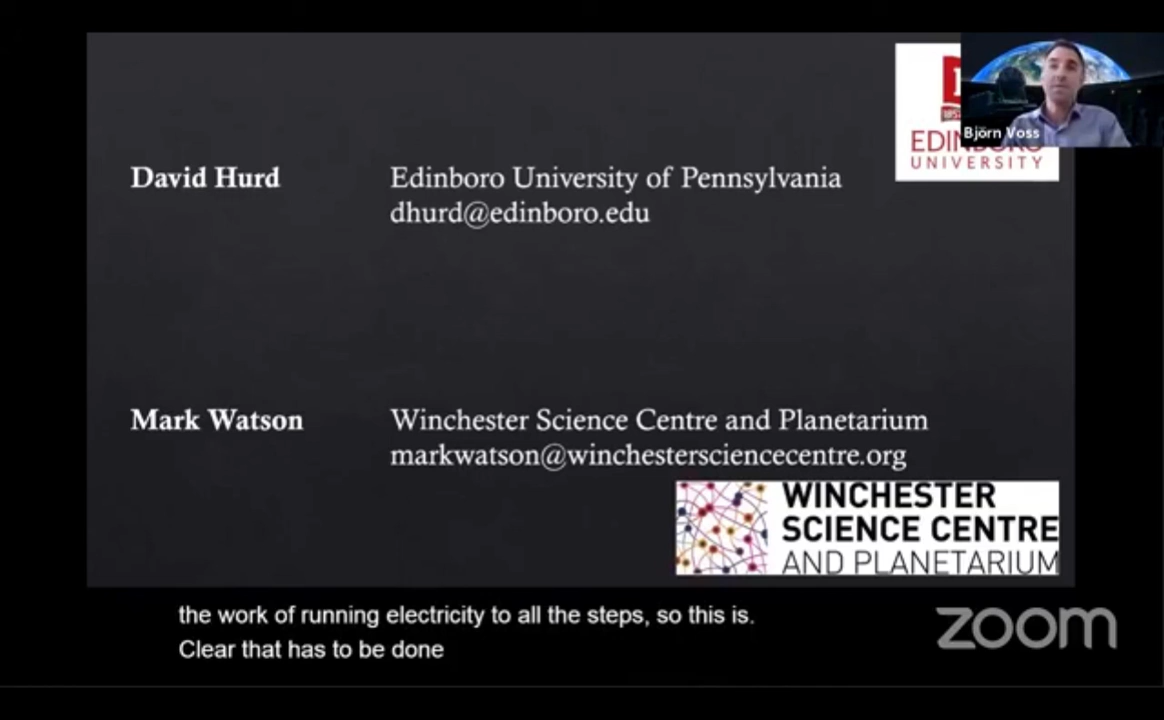 Björn Voss
UNIVERSITY
David Hurd
Edinboro University of Pennsylvania
dhurd@edinboro.edu
Mark Watson
Winchester Science Centre and Planetarium
markwatson@winchestersciencecentre.org
WINCHESTER
SCIENCE CENTRE
AND PLANETARIUM
the work of running electricity to all the steps, so this is.
Clear that has to be done
zoom